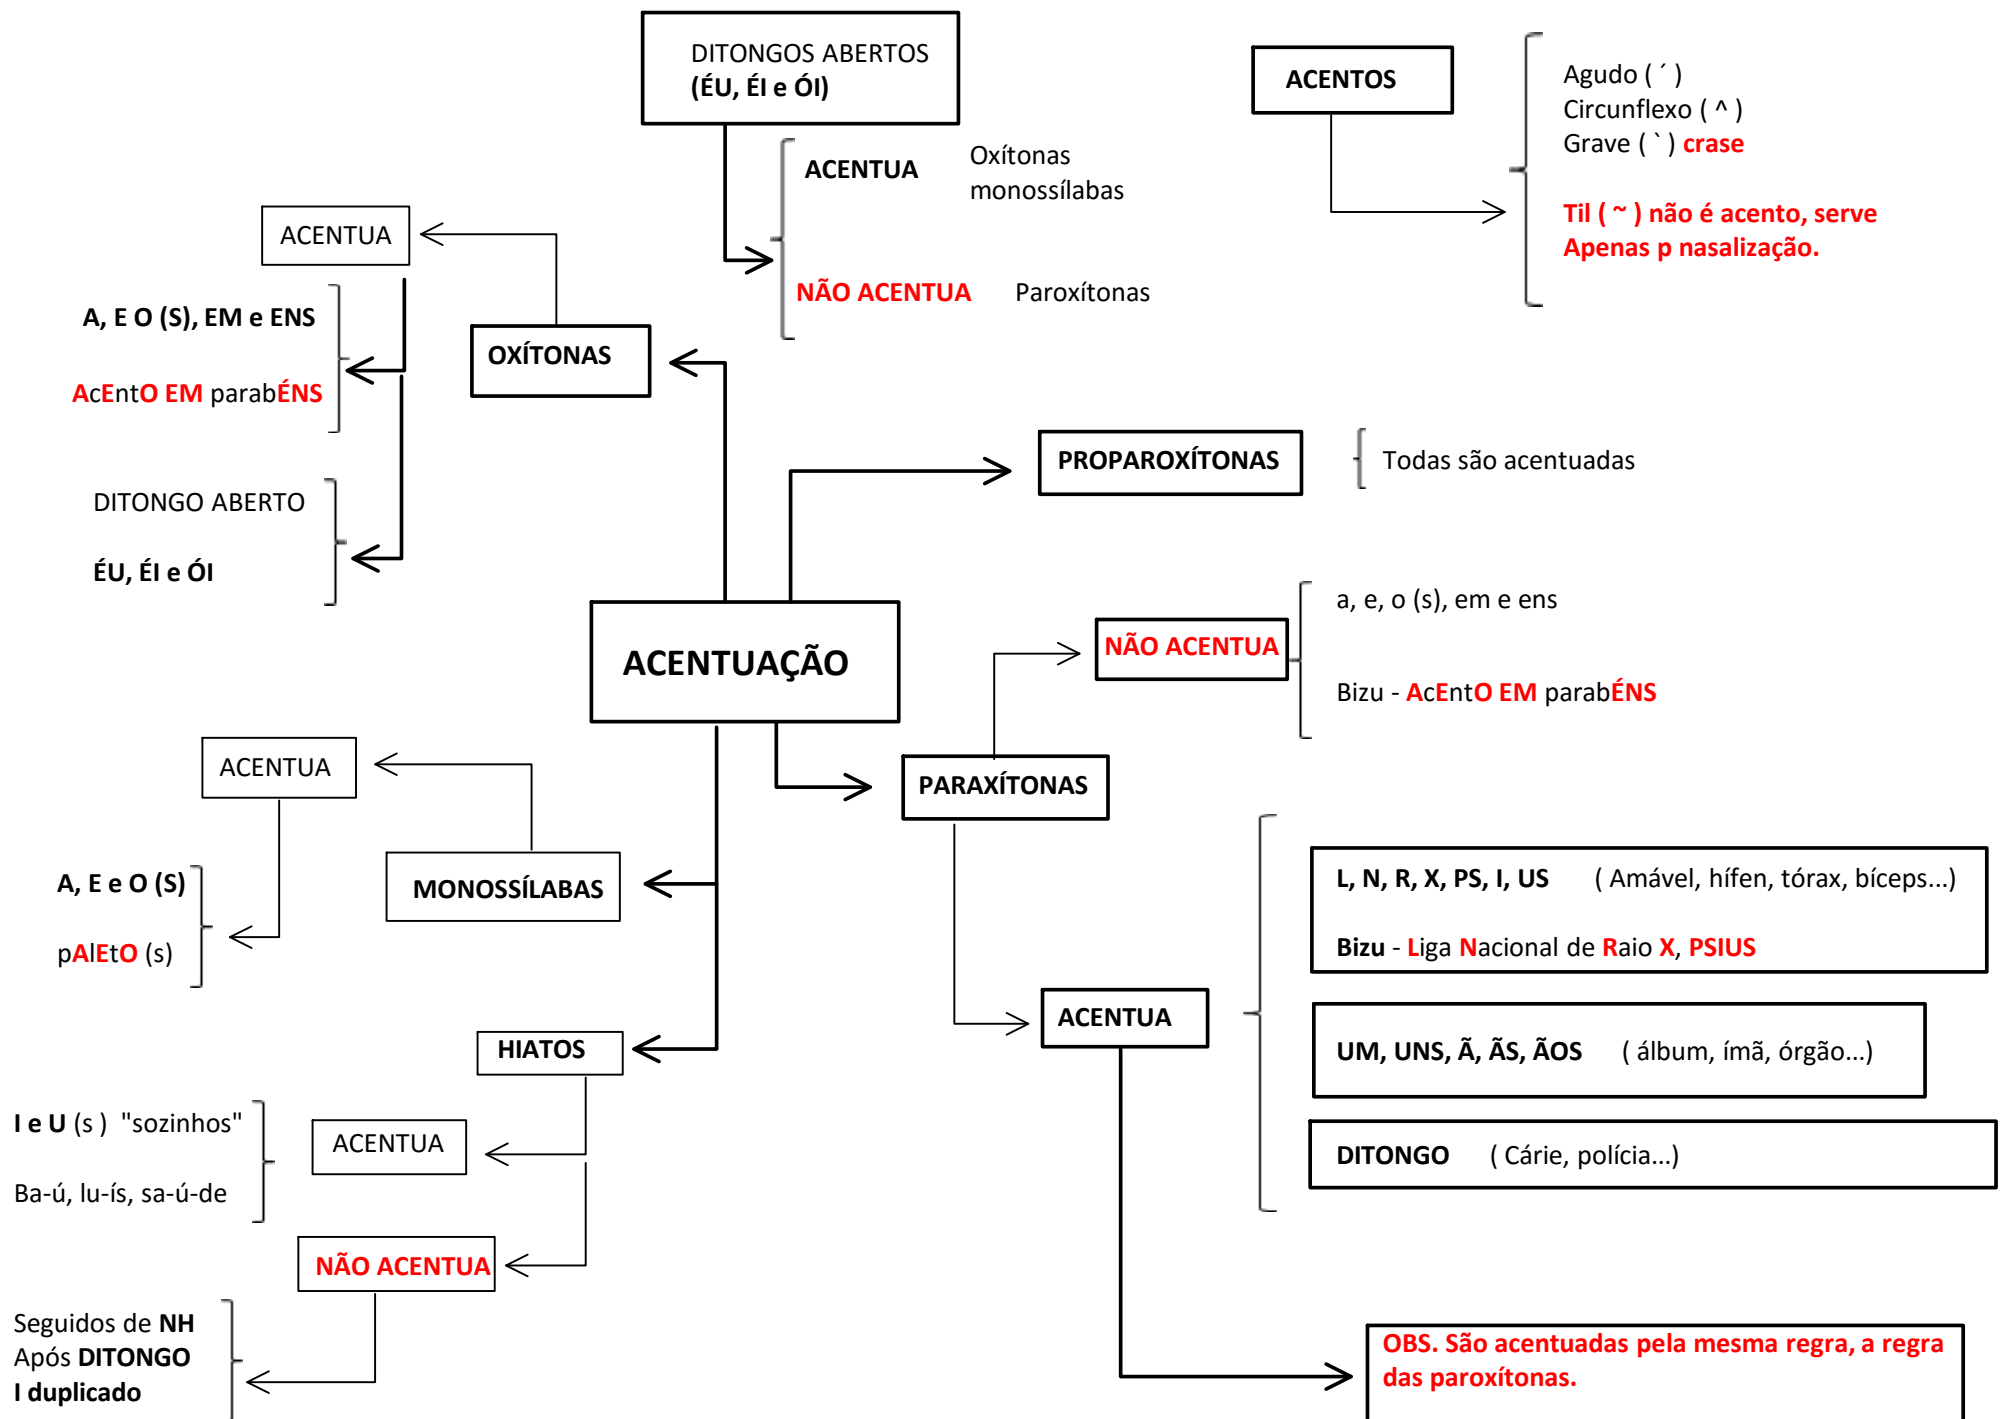 DITONGOS ABERTOS
(ÉU, ÉI e ÓI)
ACENTUA Oxítonas
monossílabas
NÃO ACENTUA Paroxítonas
ACENTOS
Agudo ( ´ )
Circunflexo ( ^ )
Grave ( ` ) crase
Til ( ~ ) não é acento, serve
Apenas p nasalização.
ACENTUA
A, E O (S), EM e ENS
AcEntO EM parabÉNS
OXÍTONAS
DITONGO ABERTO
ÉU, ÉI e ÓI
PROPAROXÍTONAS
Todas são acentuadas
ACENTUAÇÃO
NÃO ACENTUA
a, e, o (s), em e ens
Bizu - AcEntO EM parabÉNS
PARAXÍTONAS
ACENTUA
L, N, R, X, PS, I, US ( Amável, hífen, tórax, bíceps...)
Bizu - Liga Nacional de Raio X, PSIUS
UM, UNS, Ã, ÃS, ÃOS ( álbum, ímã, órgão...)
DITONGO ( Cárie, polícia...)
OBS. São acentuadas pela mesma regra, a regra
das paroxítonas.
ACENTUA
MONOSSÍLABAS
A, E e O (S)
pAlEtO (s)
HIATOS
ACENTUA
I e U (s ) "sozinhos"
Ba-ú, lu-ís, sa-ú-de
NÃO ACENTUA
Seguidos de NH
Após DITONGO
I duplicado